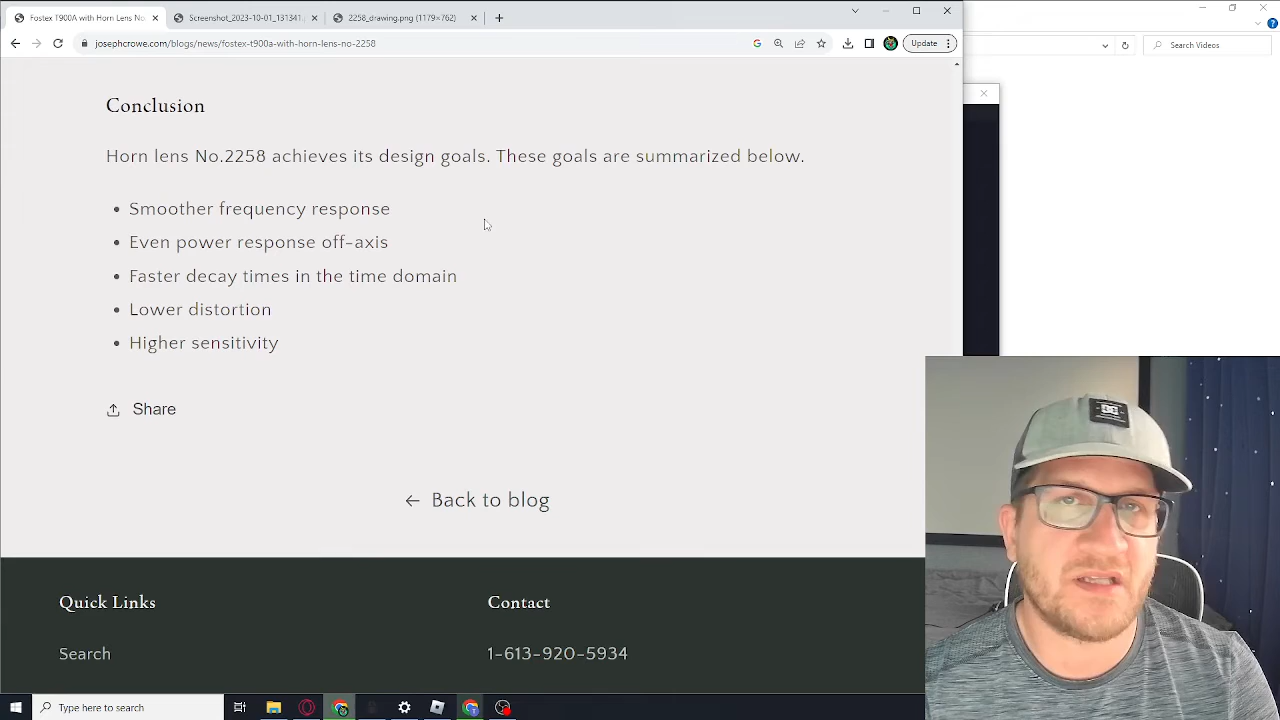 Fostex T900A with Horn Lens No.
Screenshot_2023-10-01_131341.
2258_drawing.png (1179×762)
josephcrowe.com/blogs/news/fostex-t900a-with-horn-lens-no-2258
Update
Search Videos
Conclusion
Horn lens No.2258 achieves its design goals. These goals are summarized below.
Smoother frequency response
Even power response off-axis
Faster decay times in the time domain
Lower distortion
Higher sensitivity
Share
← Back to blog
Quick Links
Contact
Search
1-613-920-5934
Type here to search